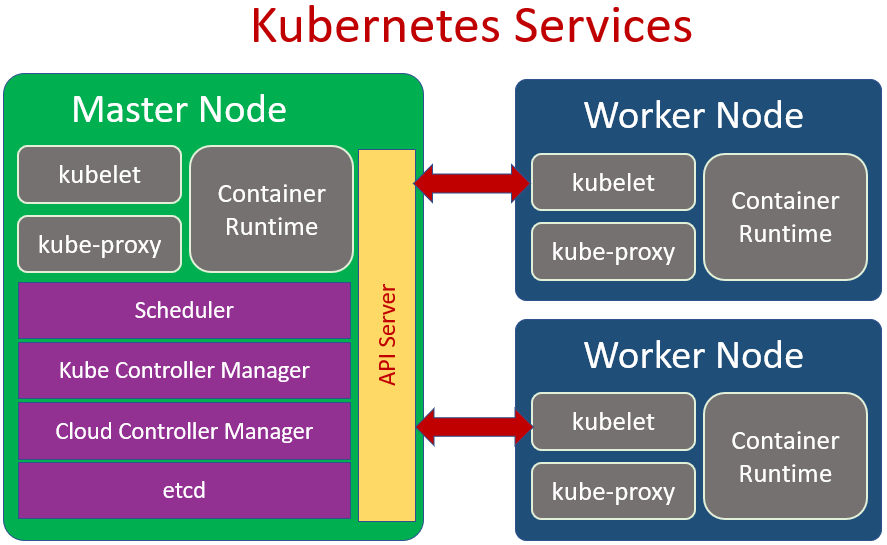 Kubernetes Services
Master Node
kubelet
kube-proxy
Container
Runtime
Scheduler
Kube Controller Manager
Cloud Controller Manager
etcd
API Server
Worker Node
kubelet
kube-proxy
Container
Runtime
Worker Node
kubelet
kube-proxy
Container
Runtime